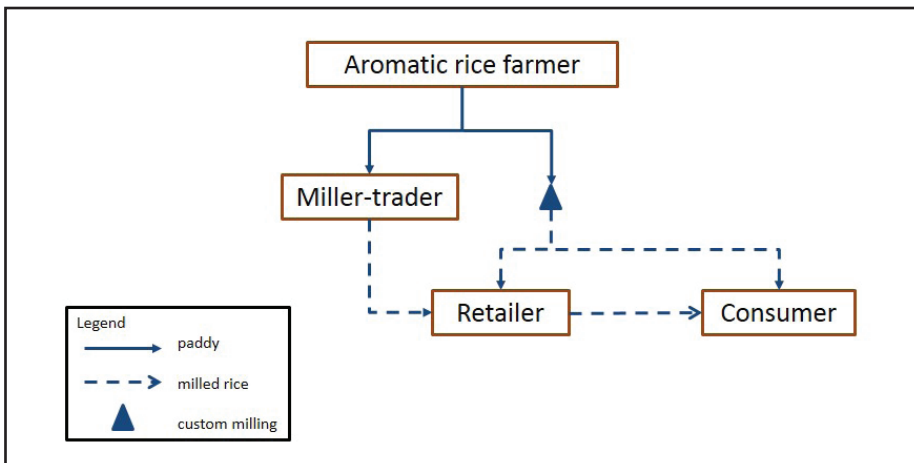 Aromatic rice farmer
Miller-trader
Retailer
Consumer
Legend
paddy
milled rice
custom milling